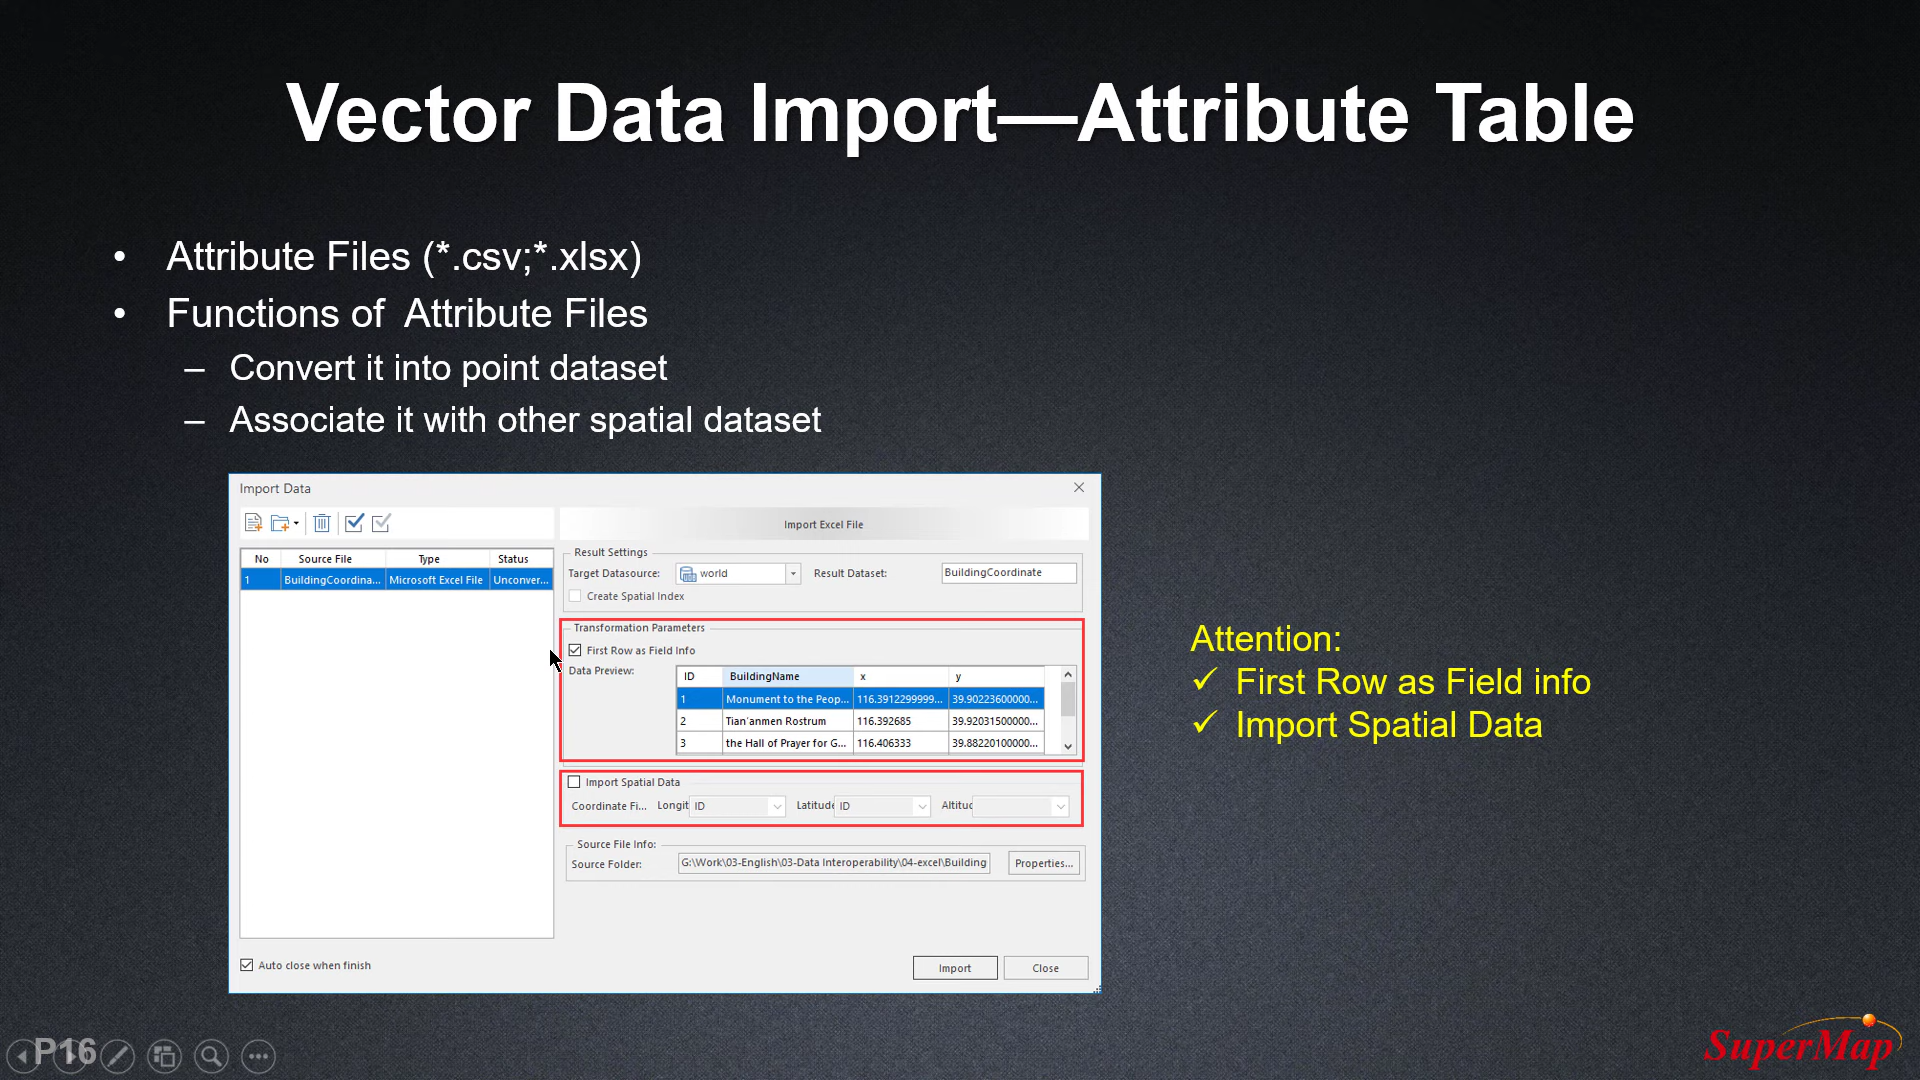 Vector Data Import—Attribute Table
• Attribute Files (*.csv;*.xlsx)
• Functions of Attribute Files
– Convert it into point dataset
– Associate it with other spatial dataset
Import Data
Import Excel File
No Source File Type Status
1 BuildingCoordina... Microsoft Excel File Unconver...
Result Settings
Target Datasource: world Result Dataset: BuildingCoordinate
Create Spatial Index
Transformation Parameters
First Row as Field Info
Data Preview:
ID BuildingName x y
1 Monument to the Peop... 116.3912299999... 39.90223600000...
2 Tian'anmen Rostrum 116.392685 39.92031500000...
3 the Hall of Prayer for G... 116.406333 39.88220100000...
Import Spatial Data
Coordinate Fi... Longit ID Latitude ID Altituc
Source File Info:
Source Folder: G:\Work\03-English\03-Data Interoperability\04-excel\Building Properties...
Auto close when finish
Import Close
Attention:
✓ First Row as Field info
✓ Import Spatial Data
P16
SuperMap